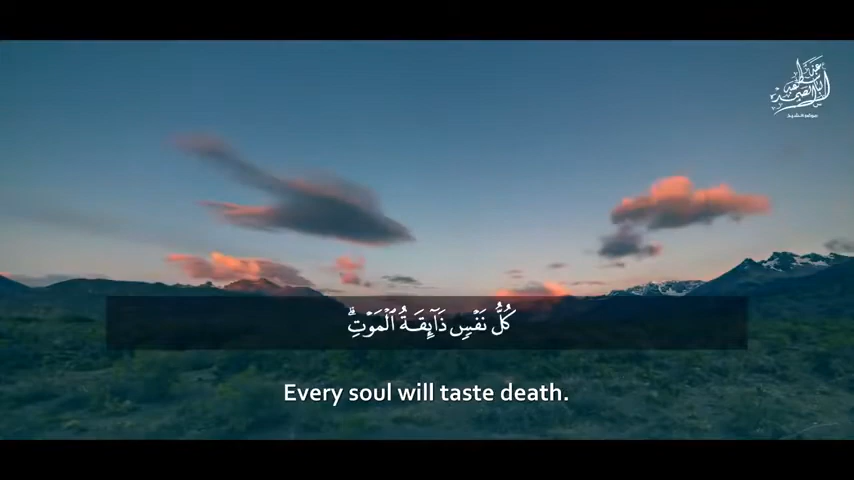 كُلُّ نَفْسٍ ذَآئِقَةُ ٱلْمَوْتِۗ
Every soul will taste death.